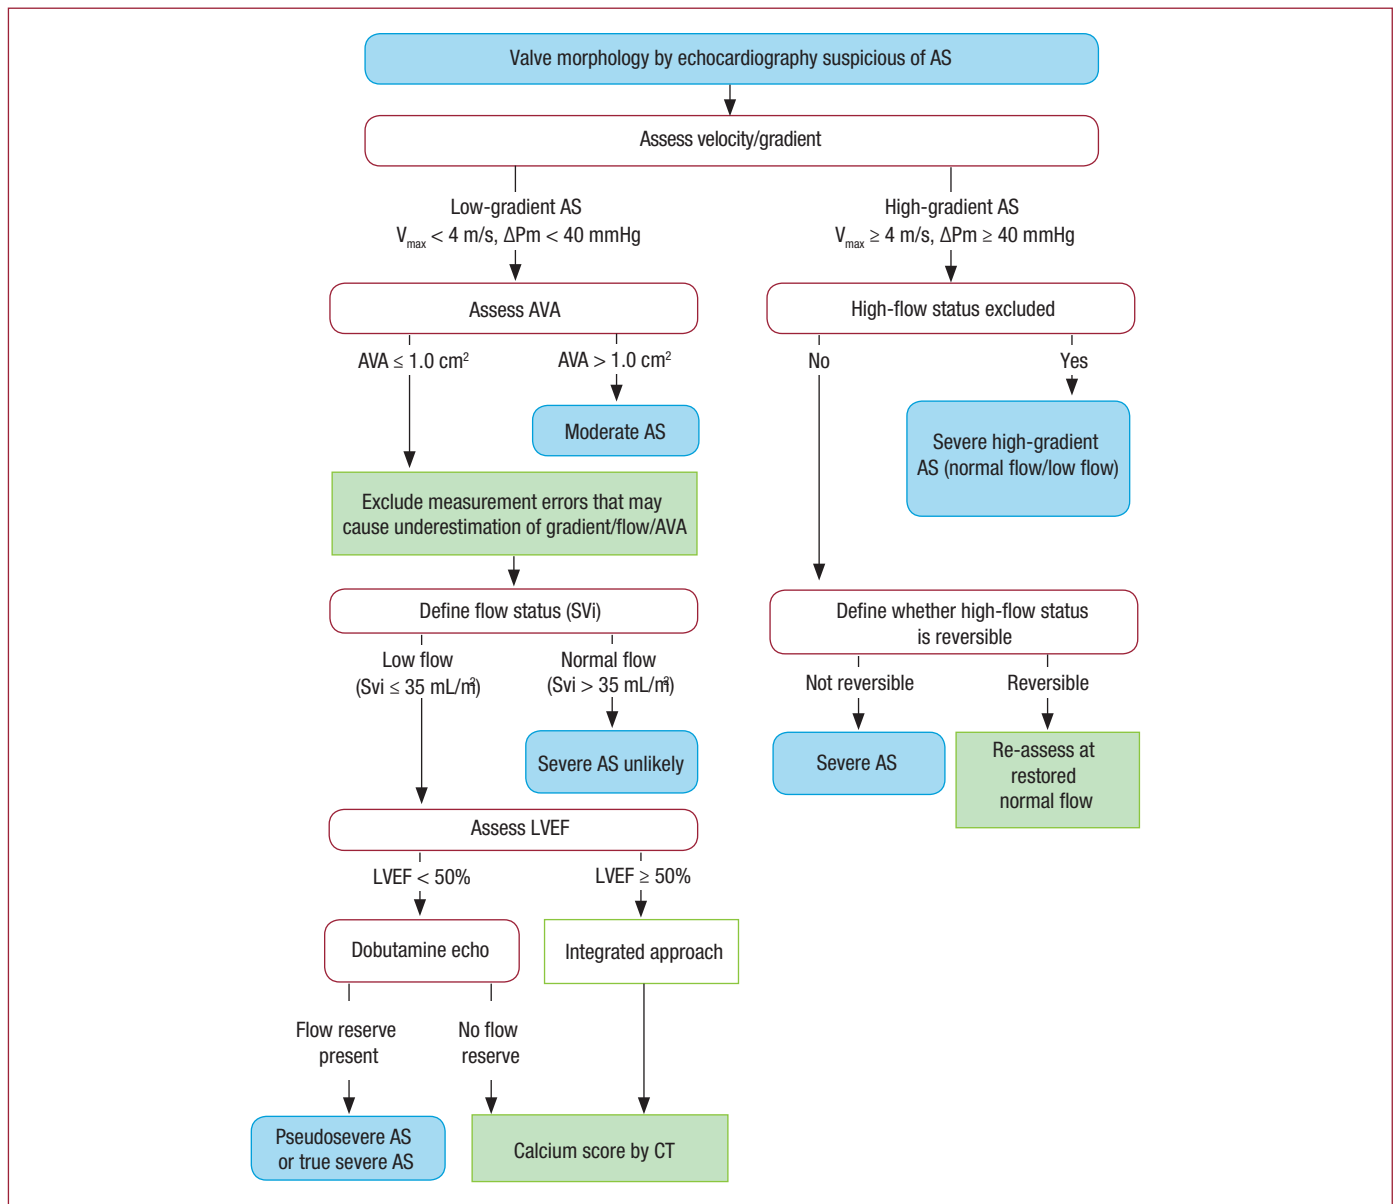 Valve morphology by echocardiography suspicious of AS
Assess velocity/gradient
Low-gradient AS
Vmax < 4 m/s, ΔPm < 40 mmHg
High-gradient AS
Vmax ≥ 4 m/s, ΔPm ≥ 40 mmHg
Assess AVA
High-flow status excluded
AVA ≤ 1.0 cm²
AVA > 1.0 cm²
No
Yes
Moderate AS
Severe high-gradient
AS (normal flow/low flow)
Exclude measurement errors that may
cause underestimation of gradient/flow/AVA
Define flow status (SVi)
Define whether high-flow status
is reversible
Low flow
(Svi ≤ 35 mL/m²)
Normal flow
(Svi > 35 mL/m²)
Not reversible
Reversible
Severe AS unlikely
Severe AS
Re-assess at
restored
normal flow
Assess LVEF
LVEF < 50%
LVEF ≥ 50%
Dobutamine echo
Integrated approach
Flow reserve
present
No flow
reserve
Pseudosevere AS
or true severe AS
Calcium score by CT